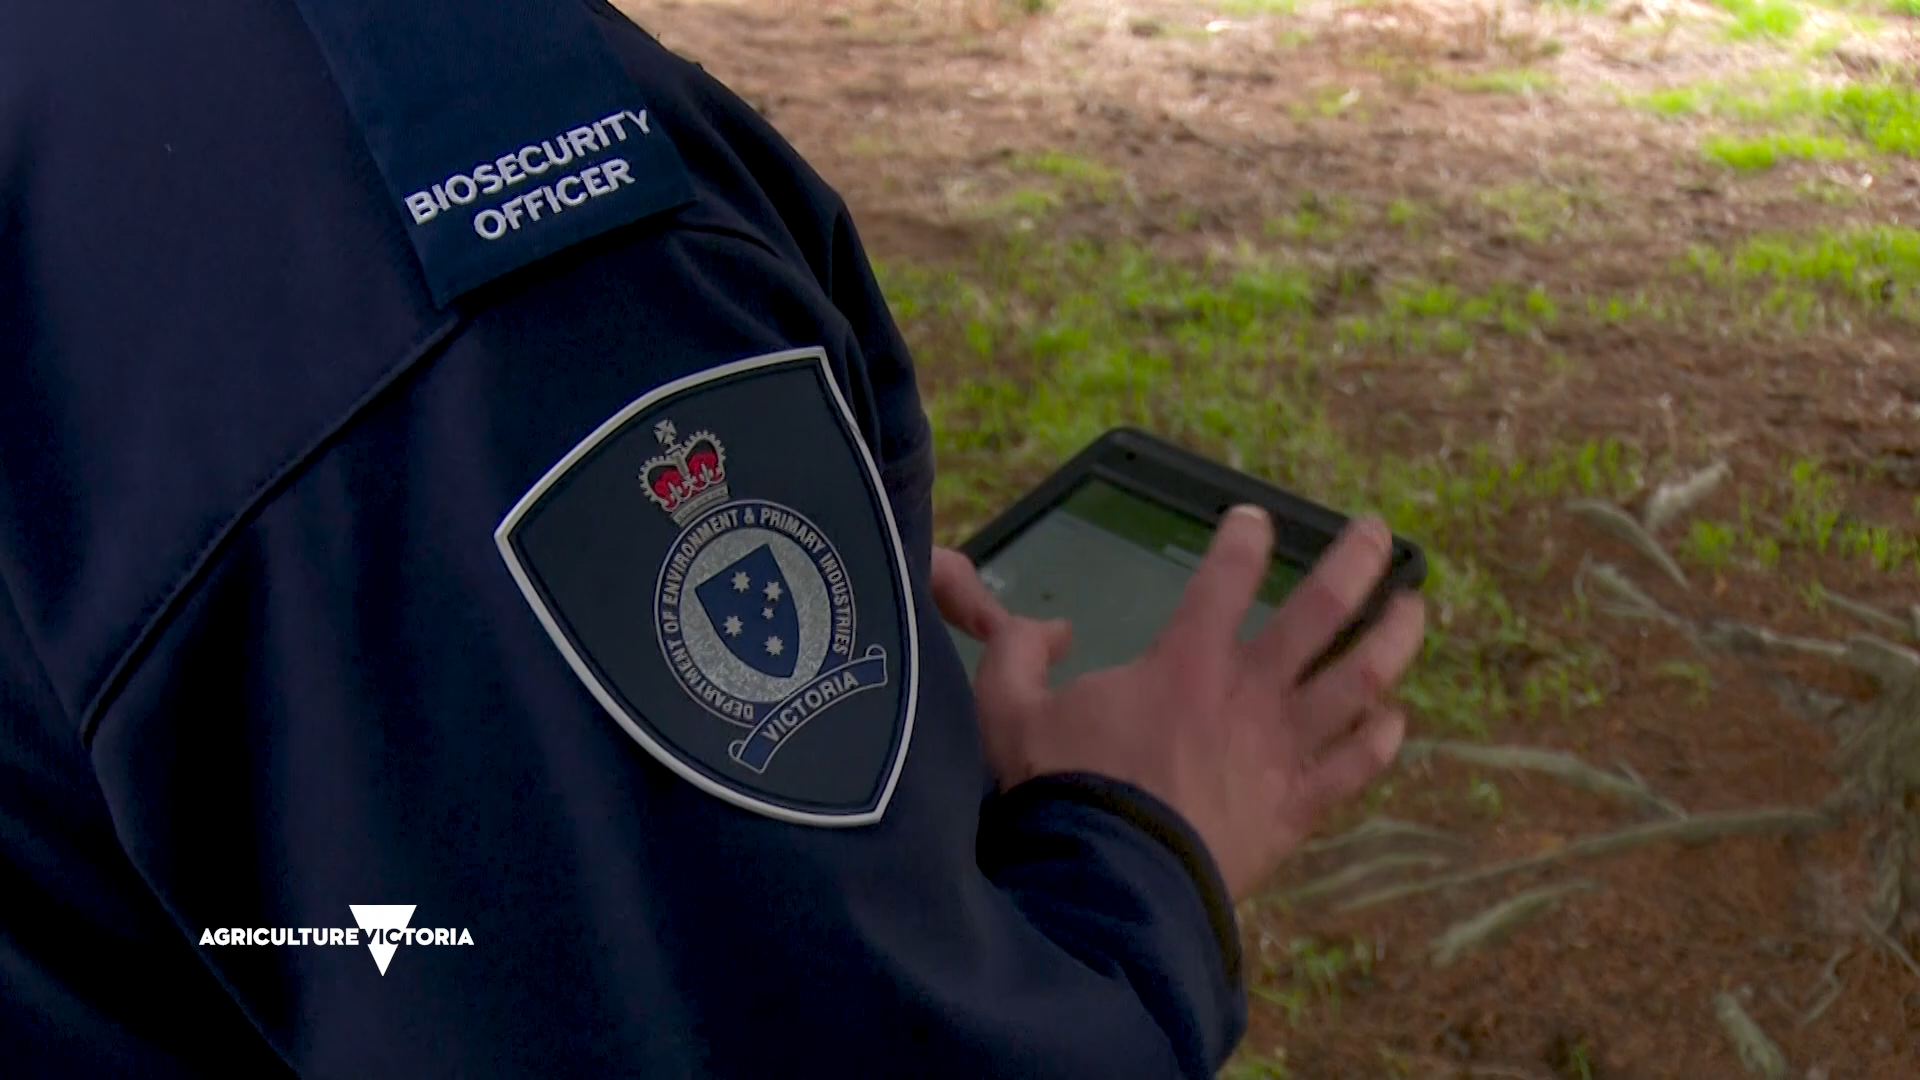 BIOSECURITY
OFFICER
DEPARTMENT OF ENVIRONMENT & PRIMARY INDUSTRIES
VICTORIA
AGRICULTURE VICTORIA